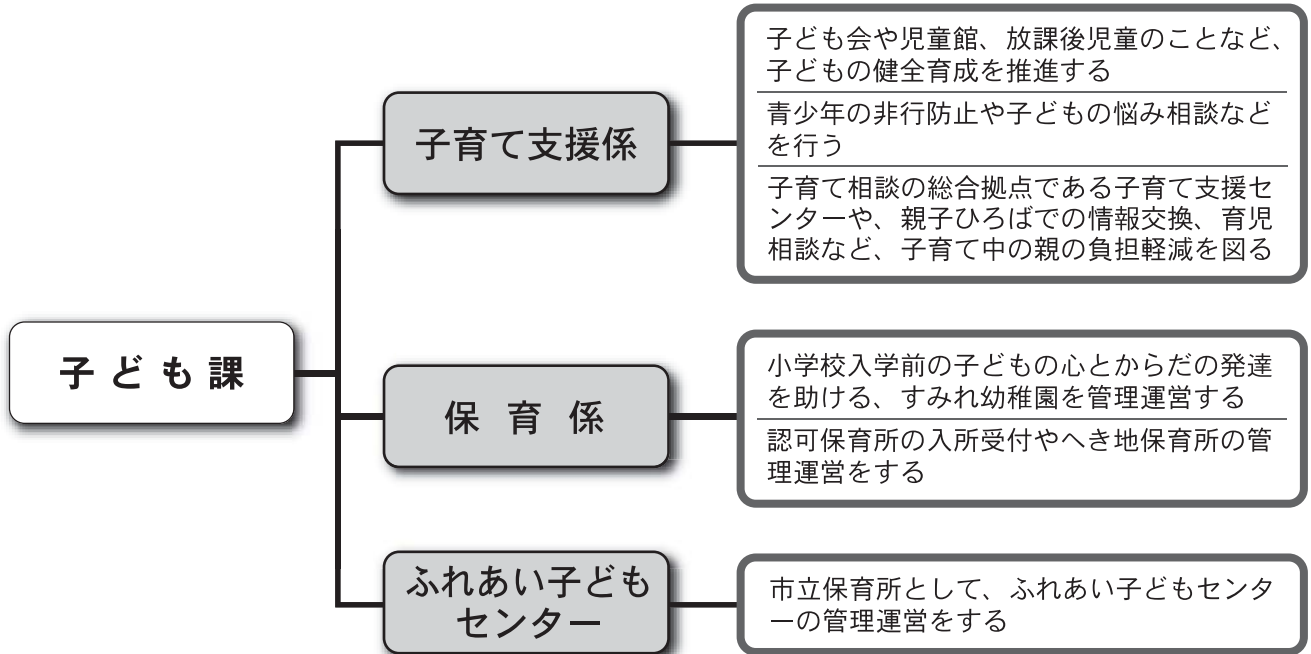 子ども課
子育て支援係
子ども会や児童館、放課後児童のことなど、
子どもの健全育成を推進する
青少年の非行防止や子どもの悩み相談など
を行う
子育て相談の総合拠点である子育て支援セ
ンターや、親子ひろばでの情報交換、育児
相談など、子育て中の親の負担軽減を図る
保育係
小学校入学前の子どもの心とからだの発達
を助ける、すみれ幼稚園を管理運営する
認可保育所の入所受付やへき地保育所の管
理運営をする
ふれあい子ども
センター
市立保育所として、ふれあい子どもセンタ
ーの管理運営をする